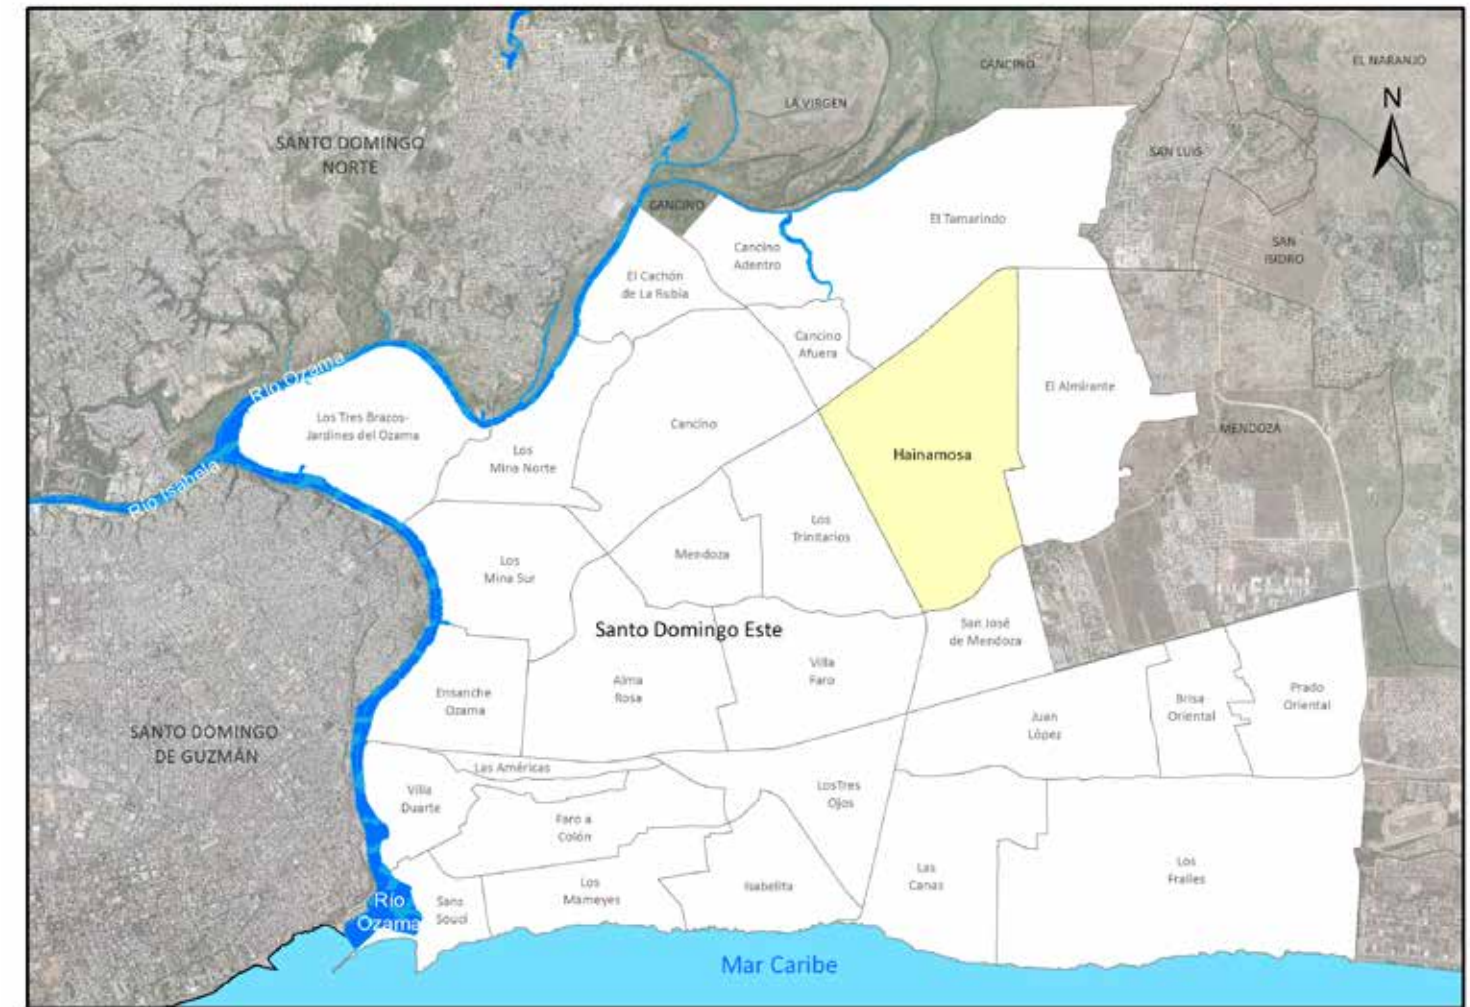 CANCINO
EL NARANJO
N
LA VIRGEN
SANTO DOMINGO
NORTE
SAN LUIS
CANCINO
El Tamarindo
SAN
ISIDRO
Cancino
Adentro
El Cachón
de La Rubia
Cancino
Afuera
Río Ozama
El Almirante
Los Tres Brazos-
Jardines del Ozama
Cancino
MENDOZA
Los
Mina Norte
Hainamosa
Río Isabela
Los
Trinitarios
Mendoza
Los
Mina Sur
Santo Domingo Este
San José
de Mendoza
Villa
Faro
Alma
Rosa
Ensanche
Ozama
Prado
Oriental
Brisa
Oriental
Juan
López
SANTO DOMINGO
DE GUZMÁN
Las Américas
Villa
Duarte
LosTres
Ojos
Faro a
Colón
Los
Fralles
Las
Canas
Los
Mameyes
Isabelita
Sans
Souci
Río
Ozama
Mar Caribe